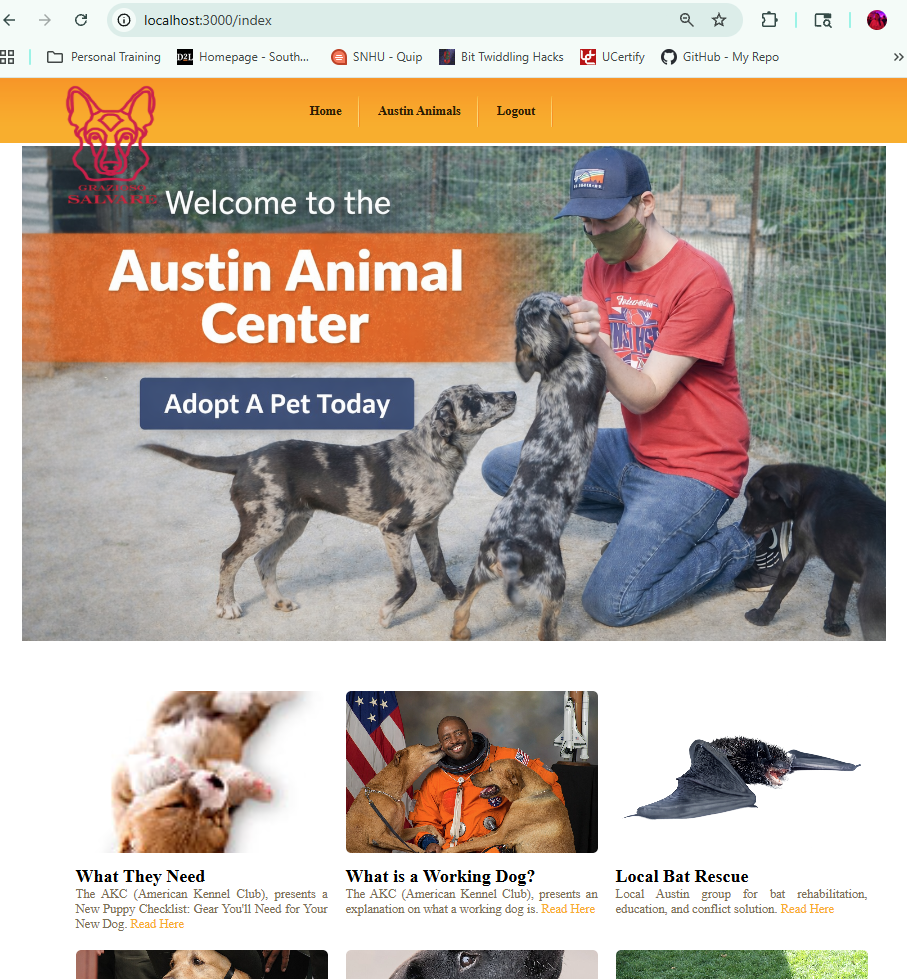 localhost:3000/index
Personal Training
D2L
Homepage - South...
SNHU - Quip
Bit Twiddling Hacks
UCertify
GitHub - My Repo
Home
Austin Animals
Logout
GRAZIOSO
SALVARE
Welcome to the
Austin Animal
Center
Adopt A Pet Today
What They Need
The AKC (American Kennel Club), presents a
New Puppy Checklist: Gear You'll Need for Your
New Dog. Read Here
What is a Working Dog?
The AKC (American Kennel Club), presents an
explanation on what a working dog is. Read Here
Local Bat Rescue
Local Austin group for bat rehabilitation,
education, and conflict solution. Read Here